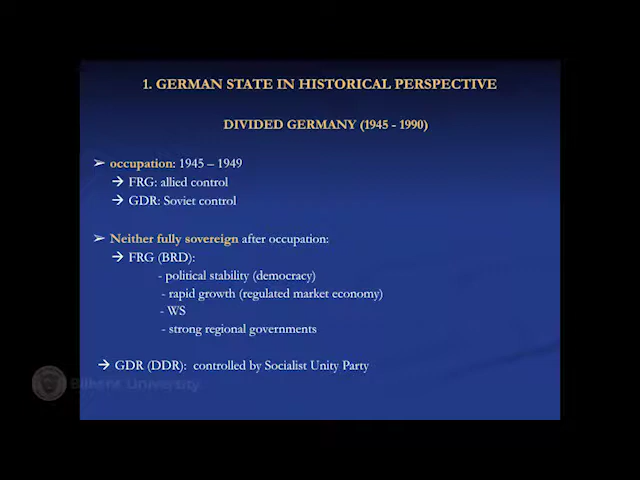 1. GERMAN STATE IN HISTORICAL PERSPECTIVE
DIVIDED GERMANY (1945 - 1990)
➢ occupation: 1945 – 1949
→ FRG: allied control
→ GDR: Soviet control
➢ Neither fully sovereign after occupation:
→ FRG (BRD):
- political stability (democracy)
- rapid growth (regulated market economy)
- WS
- strong regional governments
→ GDR (DDR): controlled by Socialist Unity Party
Bilkent University